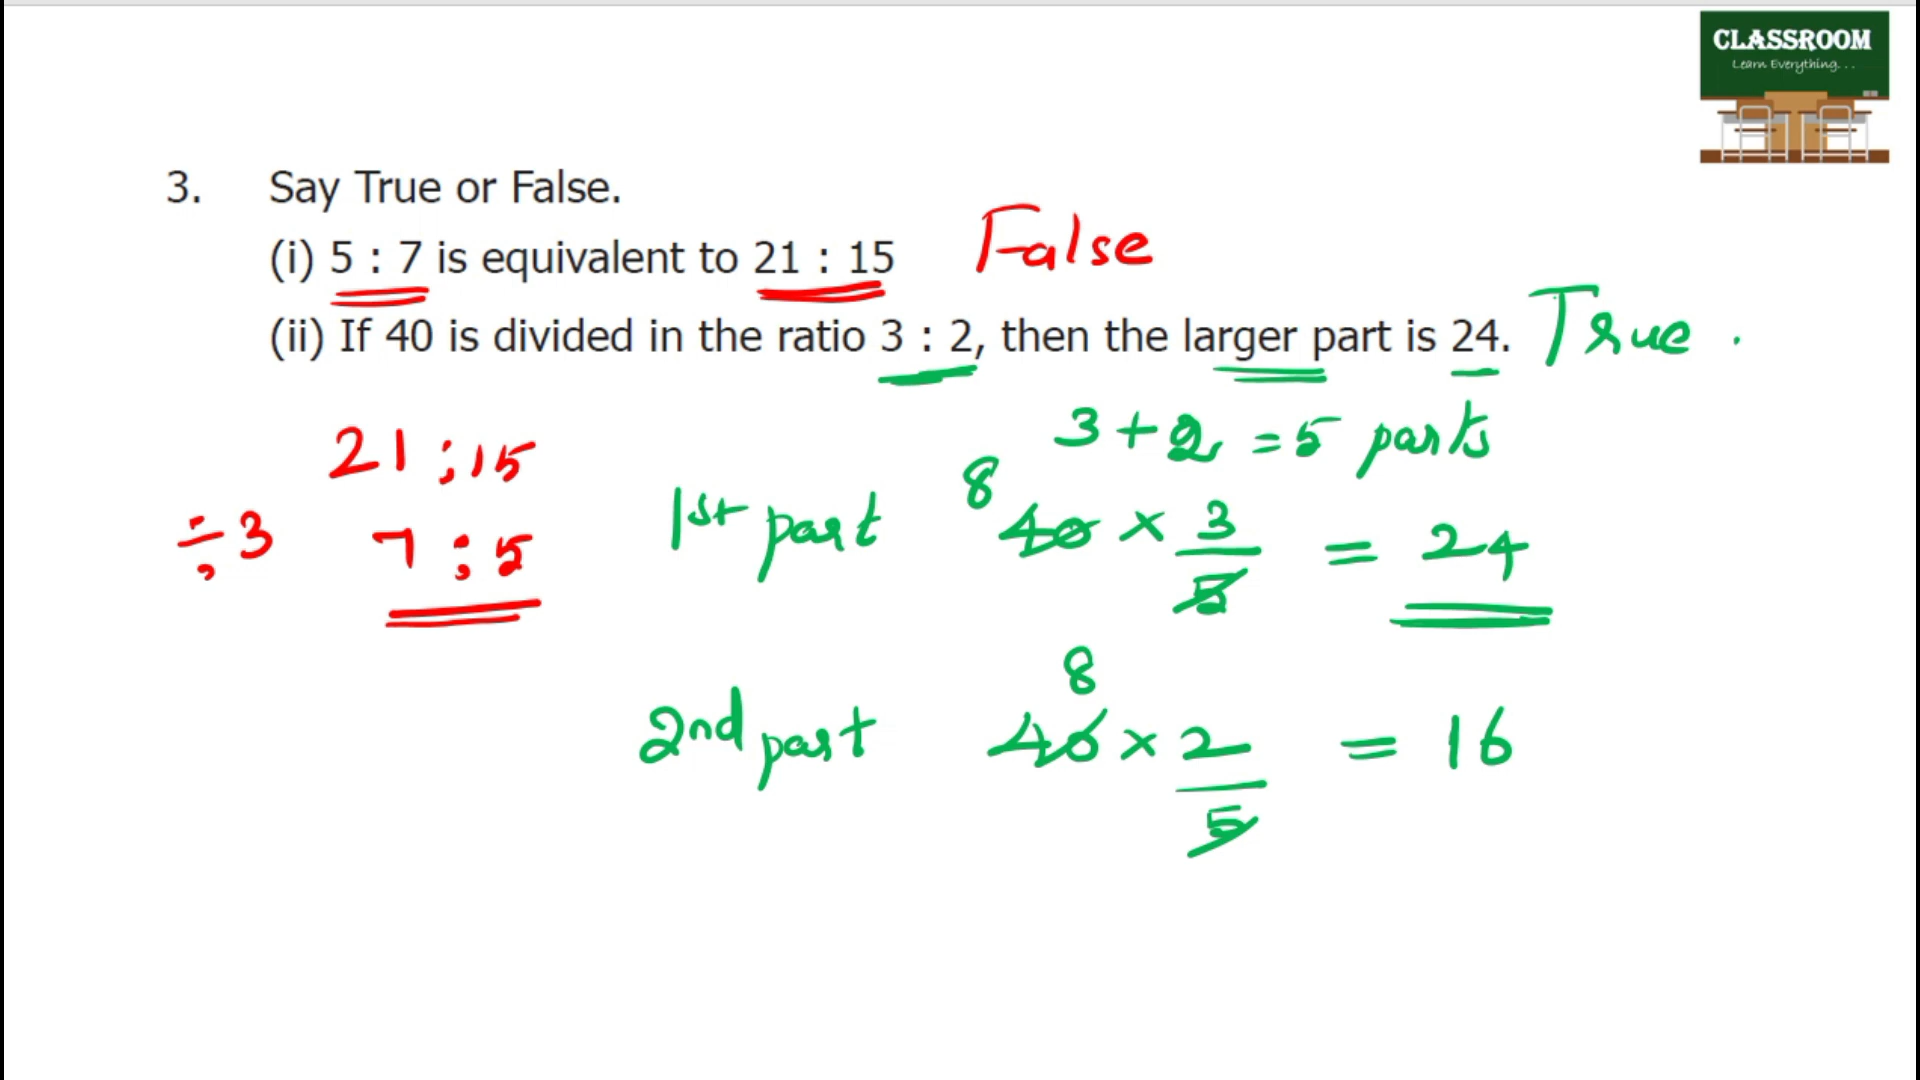 CLASSROOM
Learn Everything. . .
3. Say True or False.
(i) 5 : 7 is equivalent to 21 : 15 False
(ii) If 40 is divided in the ratio 3 : 2, then the larger part is 24. True .
21 : 15
÷3 7 : 5
3 + 2 = 5 parts
8
1st part 40 × 3/5 = 24
8
2nd part 40 × 2/5 = 16